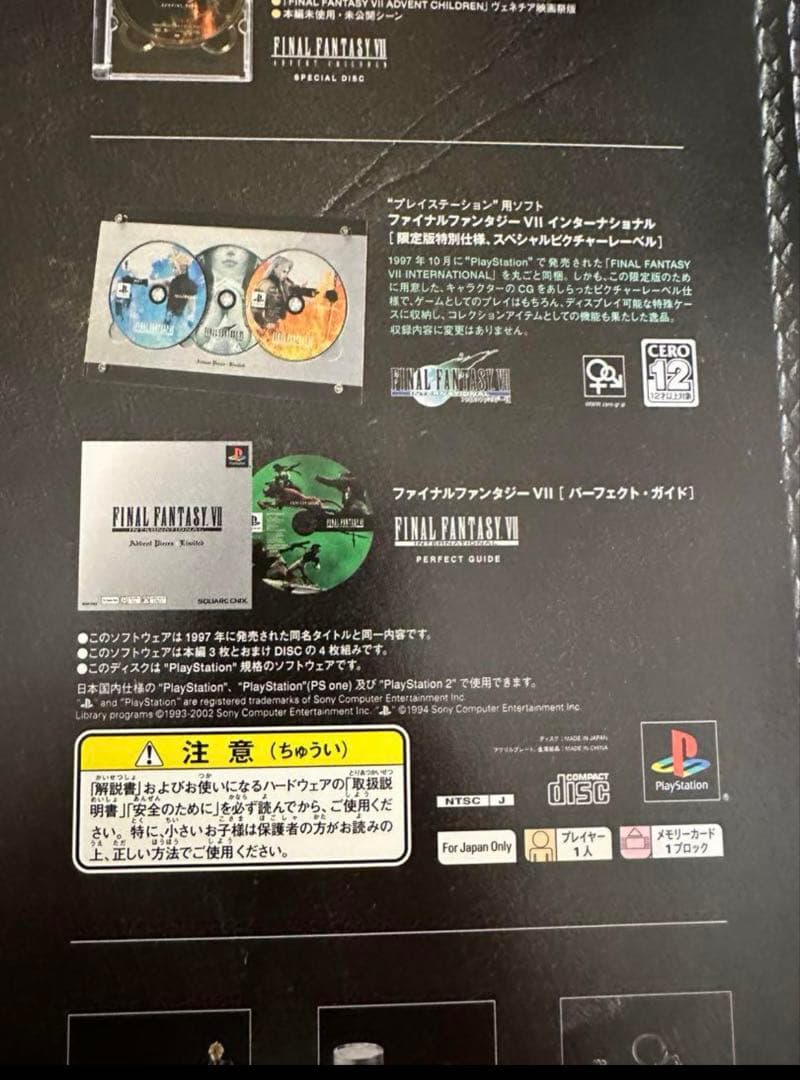 ●「FINAL FANTASY VII ADVENT CHILDREN」ヴェネチア映画祭版
●本編未使用・未公開シーン
FINAL FANTASY VII
ADVENT CHILDREN
SPECIAL DISC
"プレイステーション"用ソフト
ファイナルファンタジーVII インターナショナル
[ 限定版特別仕様、スペシャルピクチャーレーベル]
1997年10月に"PlayStation"で発売された「FINAL FANTASY
VII INTERNATIONAL」を丸ごと同梱。しかも、この限定版のため
に用意した、キャラクターのCGをあしらったピクチャーレーベル仕
様で、ゲームとしてのプレイはもちろん、ディスプレイ可能な特殊ケー
スに収納し、コレクションアイテムとしての機能も果たした逸品。
収録内容に変更はありません。
Advent Pieces : Limited
FINAL FANTASY VII
INTERNATIONAL
CERO
12
12才以上対象
PlayStation
FINAL FANTASY VII
INTERNATIONAL
Advent Pieces : Limited
SQUARE ENIX
FINAL FANTASY VII
ファイナルファンタジーVII [ パーフェクト・ガイド]
FINAL FANTASY VII
INTERNATIONAL
PERFECT GUIDE
●このソフトウェアは1997年に発売された同名タイトルと同一内容です。
●このソフトウェアは本編3枚とおまけDISCの4枚組みです。
●このディスクは"PlayStation"規格のソフトウェアです。
日本国内仕様の"PlayStation"、"PlayStation"(PS one) 及び"PlayStation 2"で使用できます。
" " and "PlayStation" are registered trademarks of Sony Computer Entertainment Inc.
Library programs ©1993-2002 Sony Computer Entertainment Inc. " " ©1994 Sony Computer Entertainment Inc.
注意(ちゅうい)
「解説書」およびお使いになるハードウェアの「取扱説
明書」「安全のために」を必ず読んでから、ご使用くだ
さい。特に、小さいお子様は保護者の方がお読みの
上、正しい方法でご使用ください。
ディスク:MADE IN JAPAN
アクリルプレート、金属部品:MADE IN CHINA
NTSC J
COMPACT
disc
PlayStation
®
For Japan Only
プレイヤー
1人
メモリーカード
1ブロック